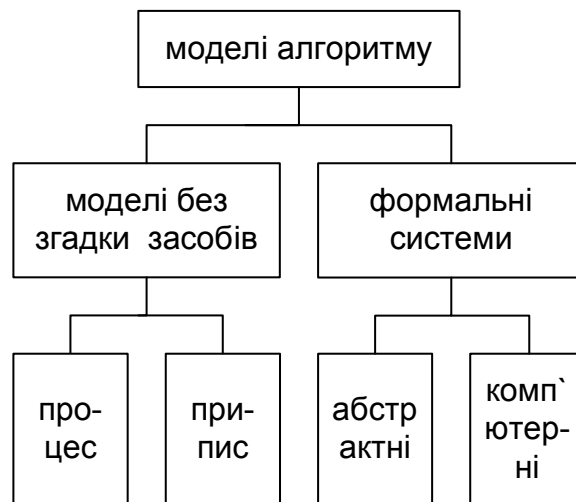 моделі алгоритму
моделі без
згадки засобів
формальні
системи
про-
цес
при-
пис
абстр
актні
комп`
ютер-
ні